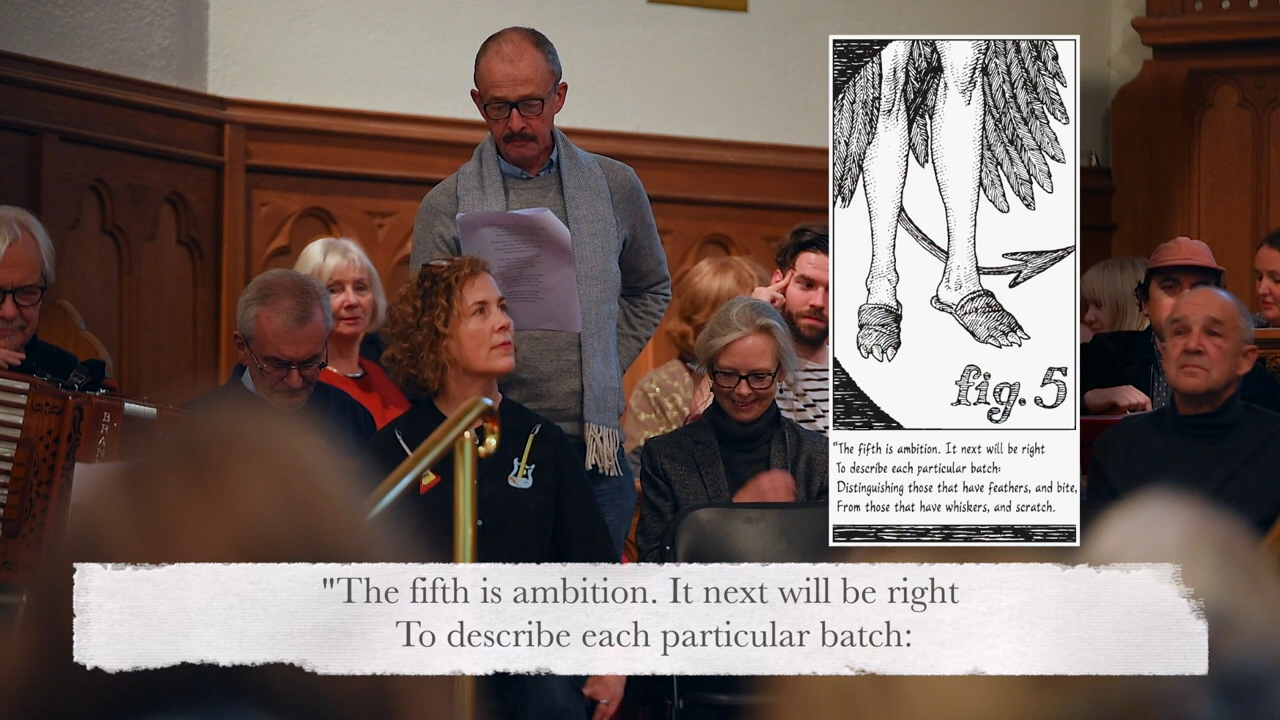 fig. 5
"The fifth is ambition. It next will be right
To describe each particular batch:
Distinguishing those that have feathers, and bite,
From those that have whiskers, and scratch.
BRAN
"The fifth is ambition. It next will be right
To describe each particular batch: